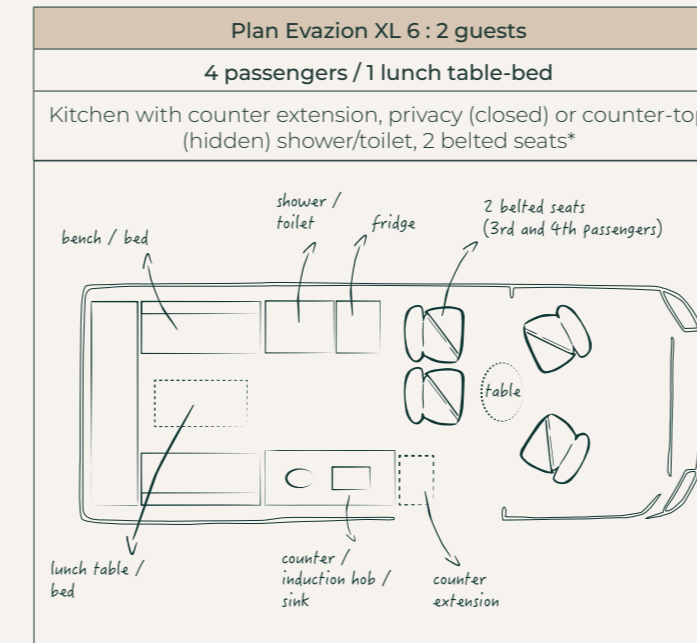 Plan Evazion XL 6 : 2 guests
4 passengers / 1 lunch table-bed
Kitchen with counter extension, privacy (closed) or counter-top
(hidden) shower/toilet, 2 belted seats*
shower /
toilet
fridge
2 belted seats
(3rd and 4th passengers)
bench / bed
table
lunch table /
bed
counter /
induction hob /
sink
counter
extension